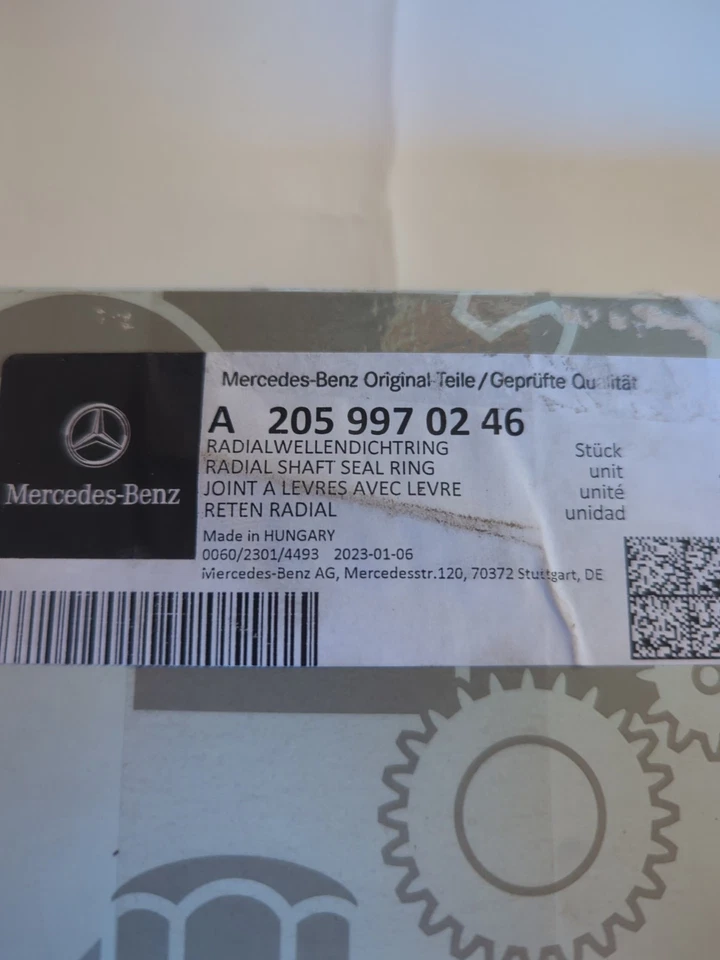 Mercedes-Benz Original-Teile/Geprüfte Qualität
A 205 997 02 46
RADIALWELLENDICHTRING
RADIAL SHAFT SEAL RING
JOINT A LEVRES AVEC LEVRE
RETEN RADIAL
Stück
unit
unité
unidad
Mercedes-Benz
Made in HUNGARY
0060/2301/4493 2023-01-06
Mercedes-Benz AG, Mercedesstr.120, 70372 Stuttgart, DE